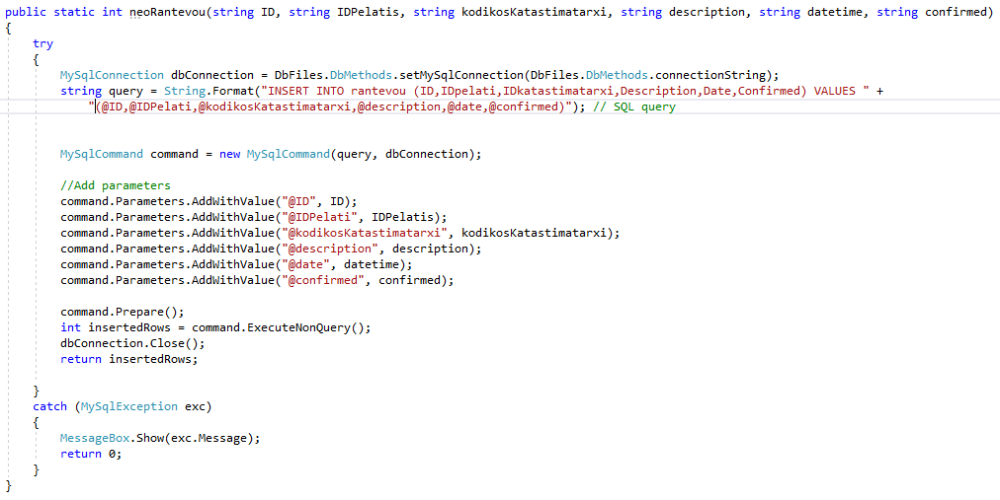 public static int neoRantevou(string ID, string IDPelatis, string kodikosKatastimatarxi, string description, string datetime, string confirmed)
{
try
{
MySqlConnection dbConnection = DbFiles.DbMethods.setMySqlConnection(DbFiles.DbMethods.connectionString);
string query = String.Format("INSERT INTO rantevou (ID,IDpelati,IDkatastimatarxi,Description,Date,Confirmed) VALUES " +
"(@ID,@IDPelati,@kodikosKatastimatarxi,@description,@date,@confirmed)"); // SQL query
MySqlCommand command = new MySqlCommand(query, dbConnection);
//Add parameters
command.Parameters.AddWithValue("@ID", ID);
command.Parameters.AddWithValue("@IDPelati", IDPelatis);
command.Parameters.AddWithValue("@kodikosKatastimatarxi", kodikosKatastimatarxi);
command.Parameters.AddWithValue("@description", description);
command.Parameters.AddWithValue("@date", datetime);
command.Parameters.AddWithValue("@confirmed", confirmed);
command.Prepare();
int insertedRows = command.ExecuteNonQuery();
dbConnection.Close();
return insertedRows;
}
catch (MySqlException exc)
{
MessageBox.Show(exc.Message);
return 0;
}
}